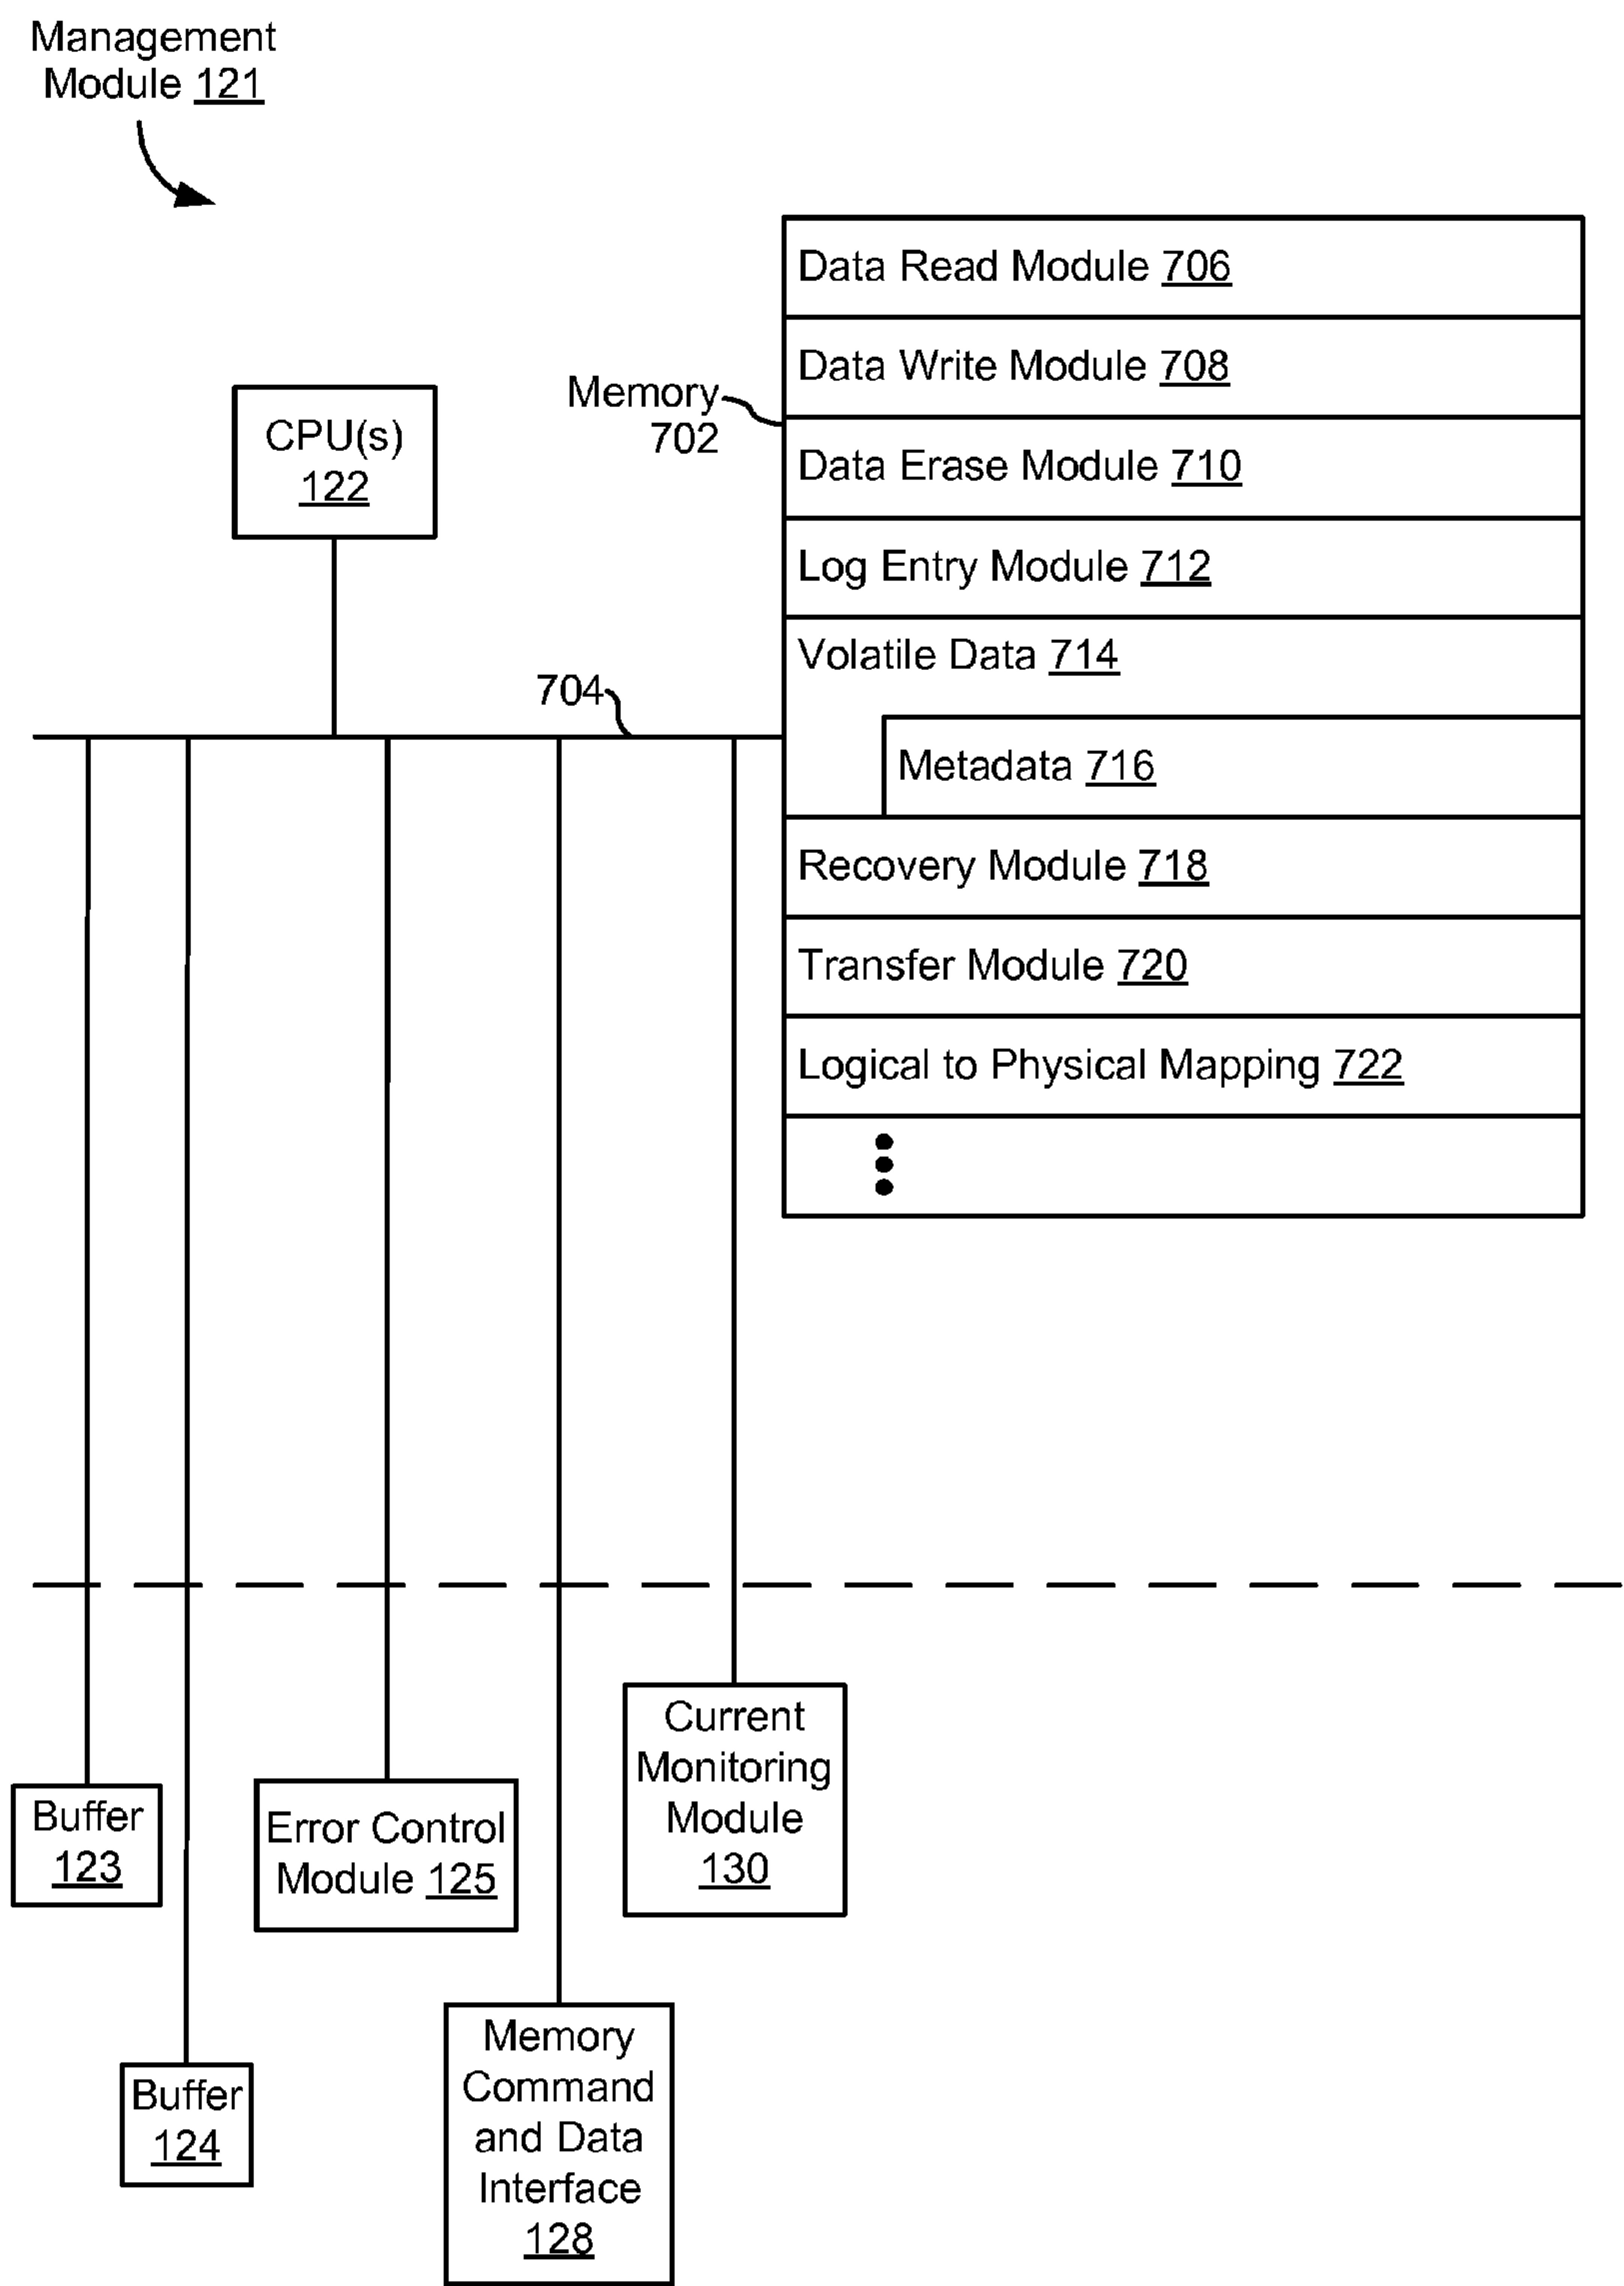 Management
Module 121
Data Read Module 706
Data Write Module 708
Memory
702
CPU(s)
122
Data Erase Module 710
Log Entry Module 712
Volatile Data 714
704
Metadata 716
Recovery Module 718
Transfer Module 720
Logical to Physical Mapping 722
Current
Monitoring
Module
130
Buffer
123
Error Control
Module 125
Memory
Command
and Data
Interface
128
Buffer
124